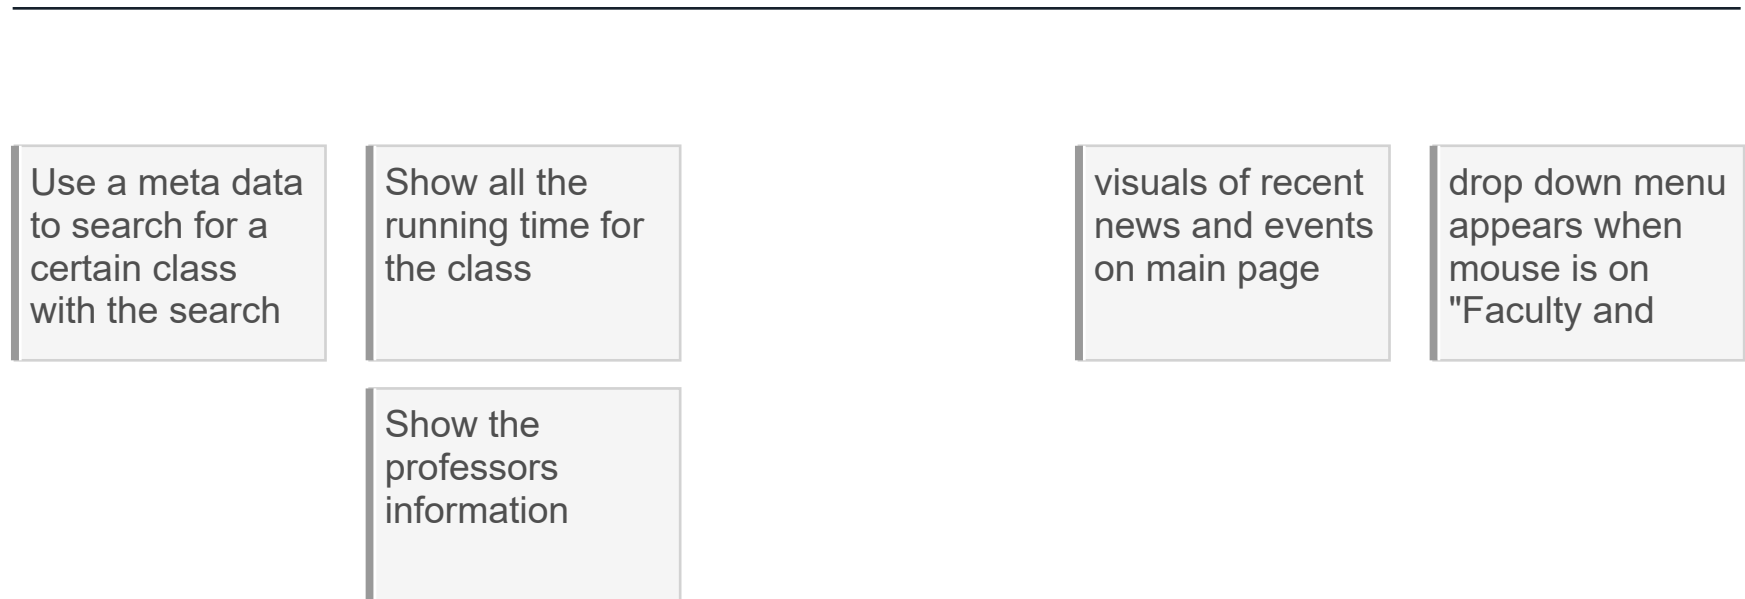 Use a meta data
to search for a
certain class
with the search
Show all the
running time for
the class
visuals of recent
news and events
on main page
drop down menu
appears when
mouse is on
"Faculty and
Show the
professors
information